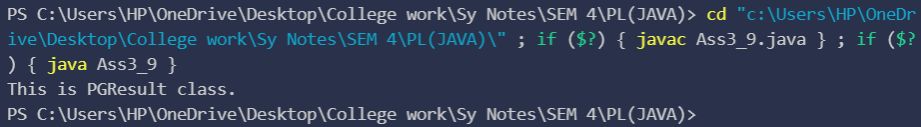 PS C:\Users\HP\OneDrive\Desktop\College work\Sy Notes\SEM 4\PL(JAVA)> cd "c:\Users\HP\OneDr
ive\Desktop\College work\Sy Notes\SEM 4\PL(JAVA)\" ; if ($?) { javac Ass3_9.java } ; if ($?
) { java Ass3_9 }
This is PGResult class.
PS C:\Users\HP\OneDrive\Desktop\College work\Sy Notes\SEM 4\PL(JAVA)>